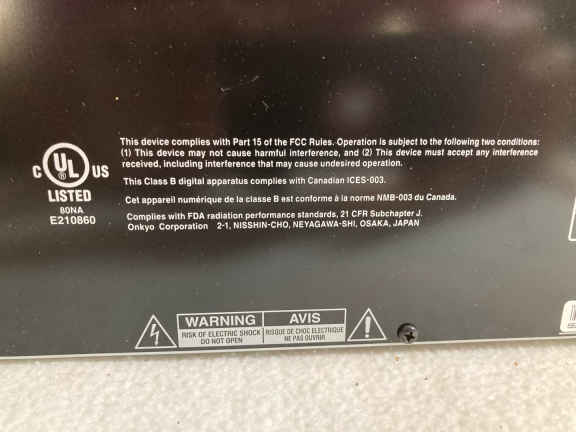 This device complies with Part 15 of the FCC Rules. Operation is subject to the following two conditions:
(1) This device may not cause harmful interference, and (2) This device must accept any interference
received, including interference that may cause undesired operation.
C UL ® US
LISTED
80NA
E210860
This Class B digital apparatus complies with Canadian ICES-003.
Cet appareil numérique de la classe B est conforme à la norme NMB-003 du Canada.
Complies with FDA radiation performance standards, 21 CFR Subchapter J.
Onkyo Corporation 2-1, NISSHIN-CHO, NEYAGAWA-SHI, OSAKA, JAPAN
WARNING
RISK OF ELECTRIC SHOCK
DO NOT OPEN
AVIS
RISQUE DE CHOC ELECTRIQUE
NE PAS OUVRIR